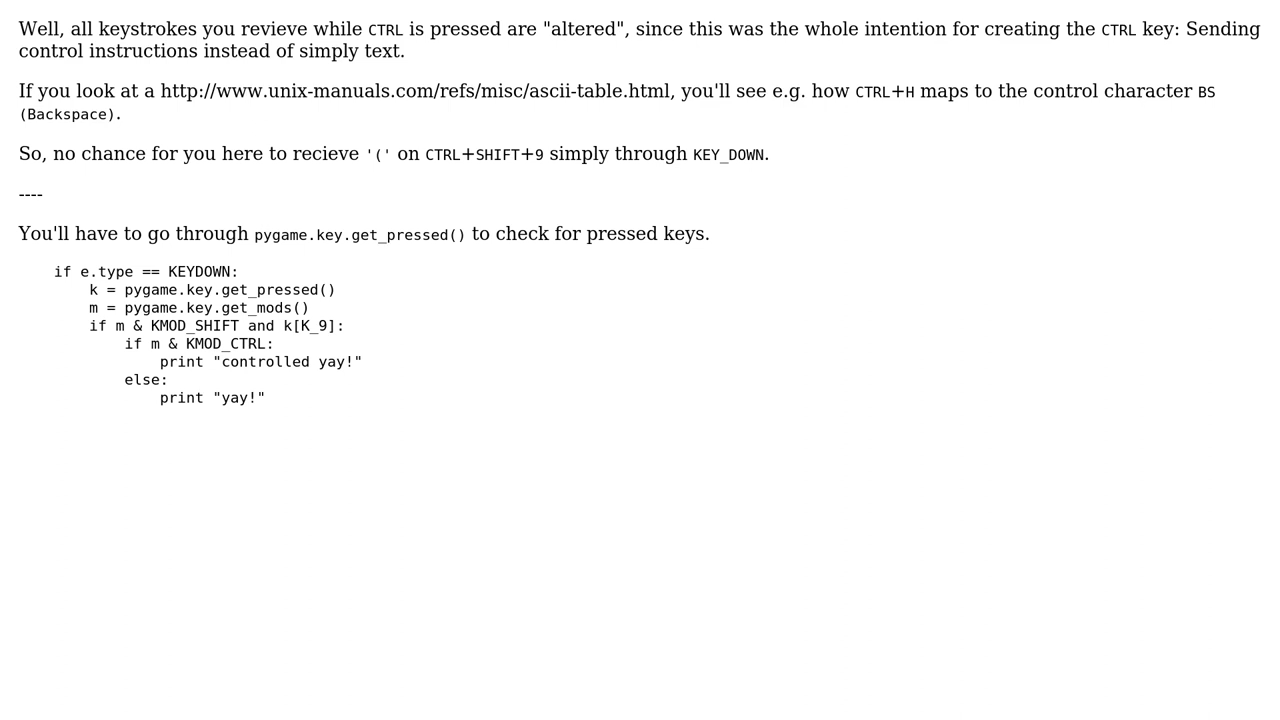 Well, all keystrokes you revieve while CTRL is pressed are "altered", since this was the whole intention for creating the CTRL key: Sending
control instructions instead of simply text.
If you look at a http://www.unix-manuals.com/refs/misc/ascii-table.html, you'll see e.g. how CTRL+H maps to the control character BS
(Backspace).
So, no chance for you here to recieve '(' on CTRL+SHIFT+9 simply through KEY_DOWN.
----
You'll have to go through pygame.key.get_pressed() to check for pressed keys.
    if e.type == KEYDOWN:
        k = pygame.key.get_pressed()
        m = pygame.key.get_mods()
        if m & KMOD_SHIFT and k[K_9]:
            if m & KMOD_CTRL:
                print "controlled yay!"
            else:
                print "yay!"